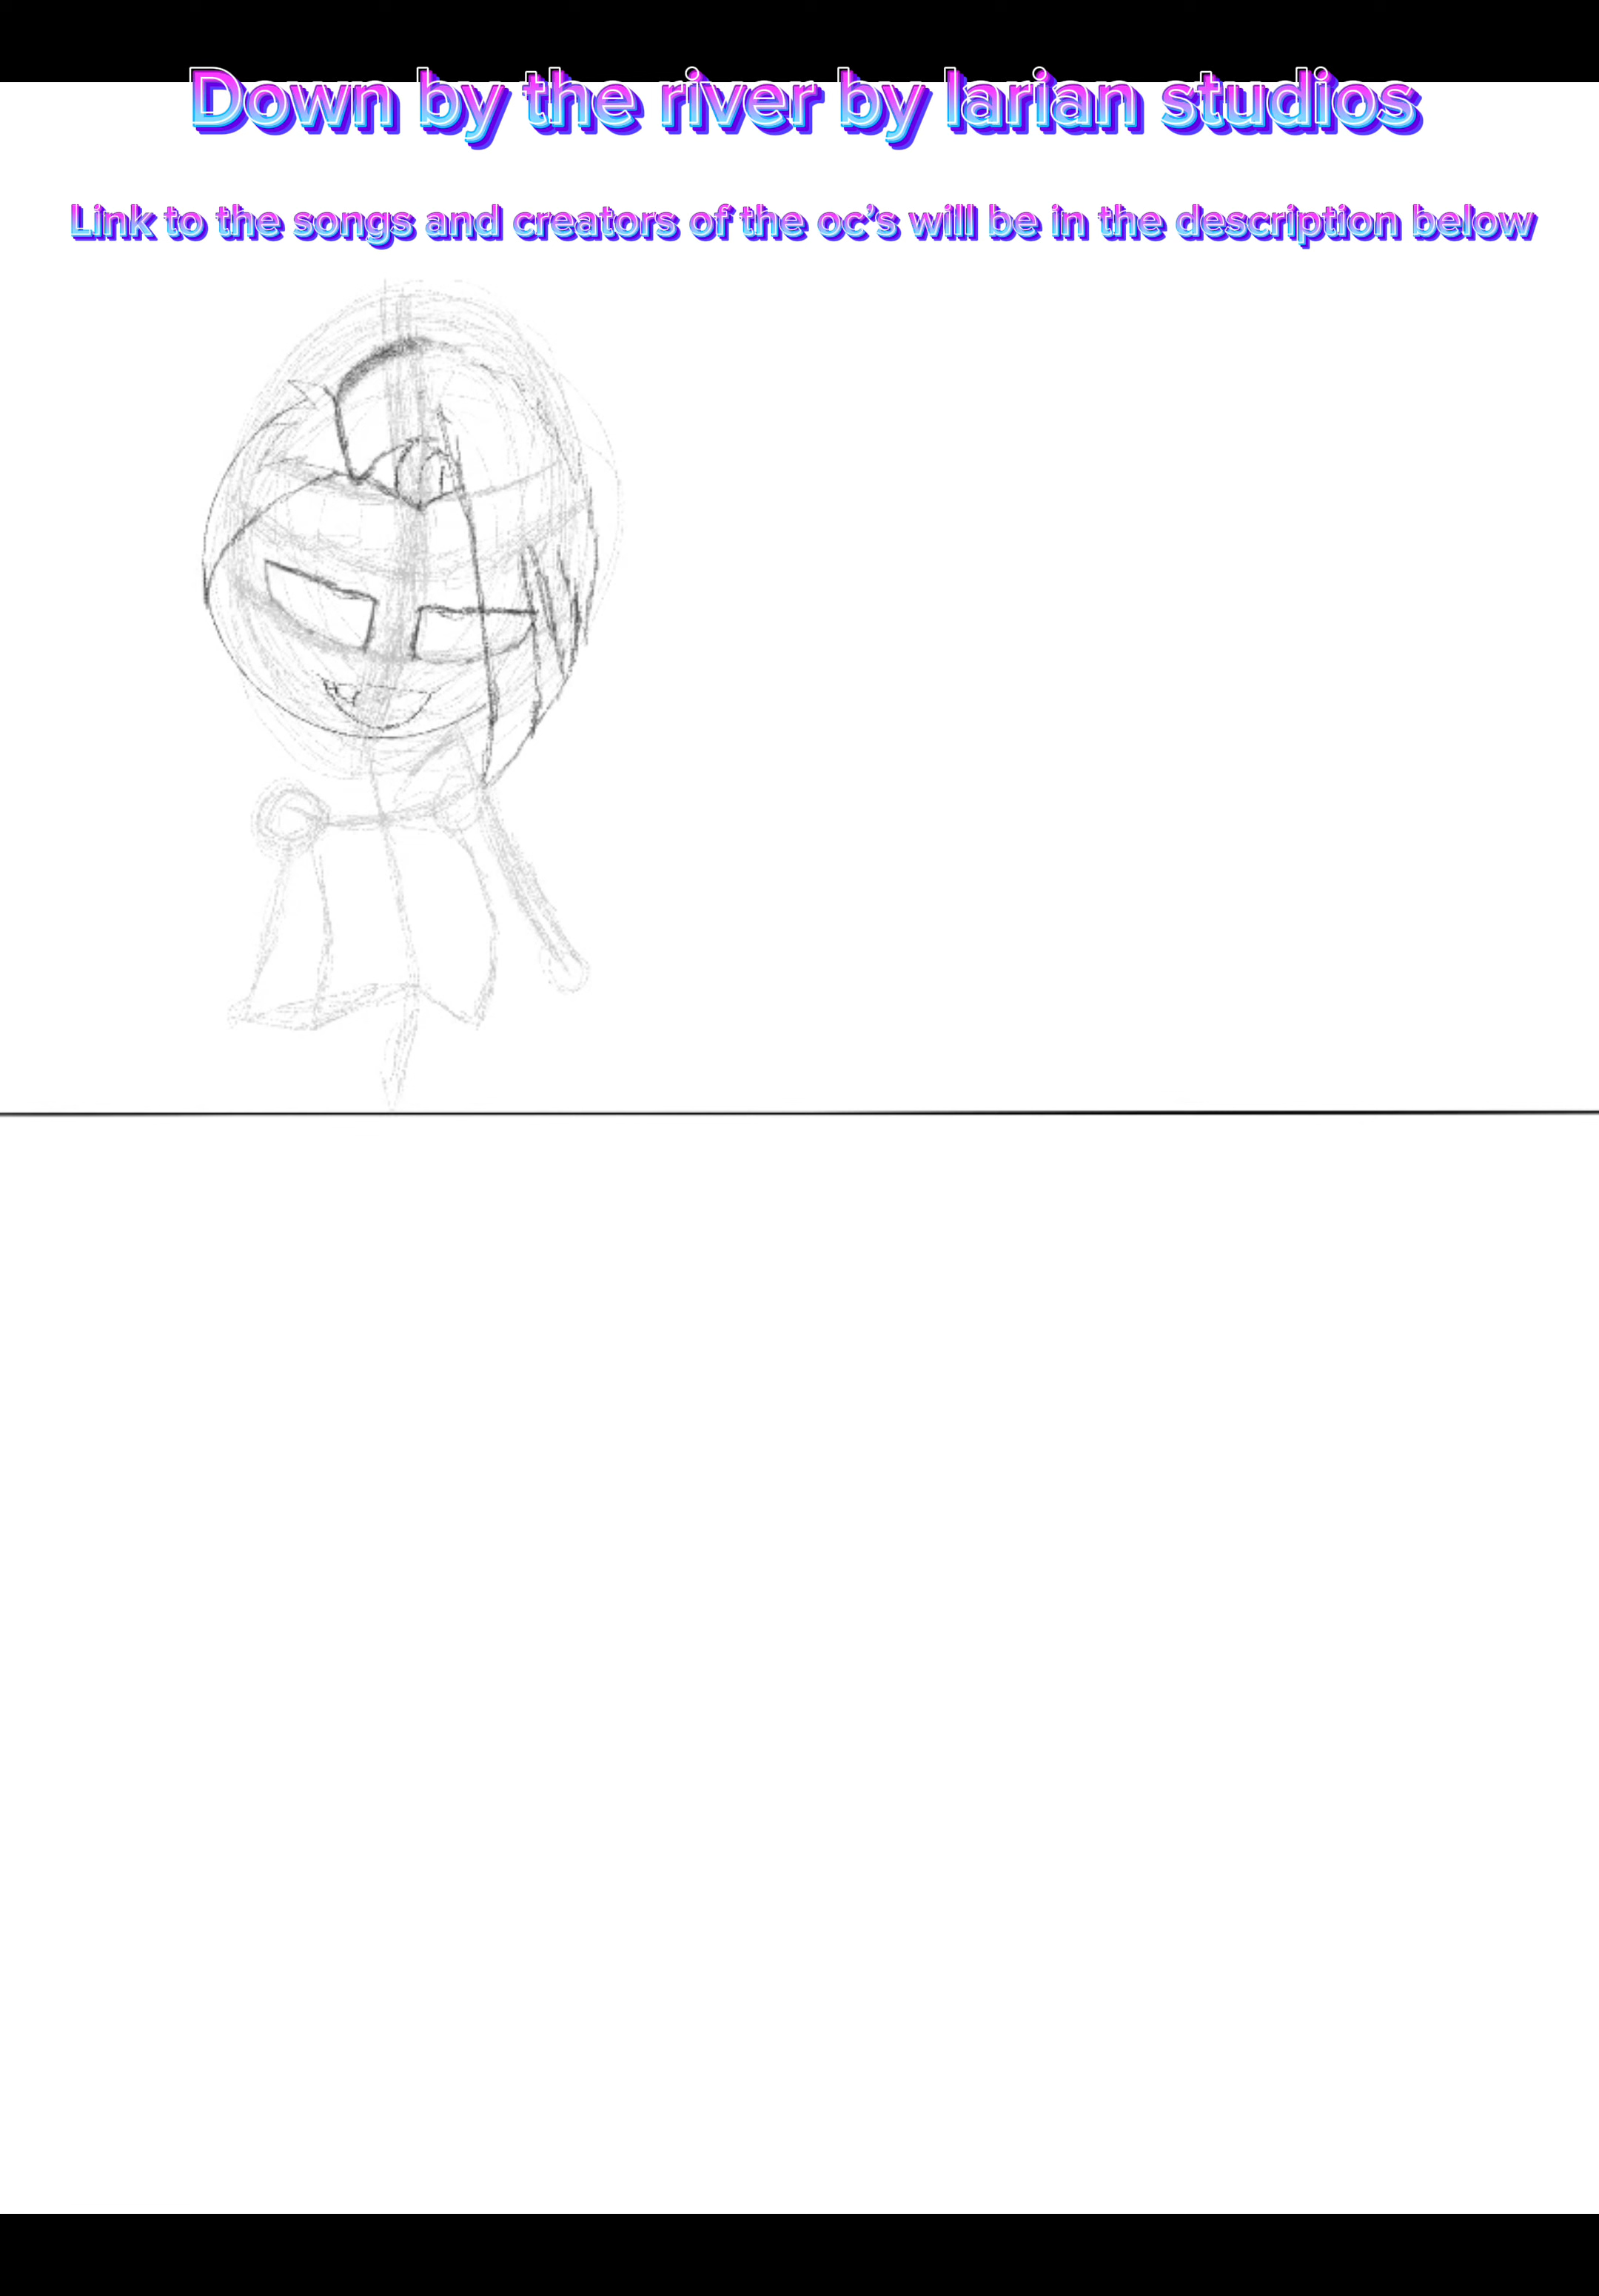 Down by the river by larian studios
Link to the songs and creators of the oc's will be in the description below